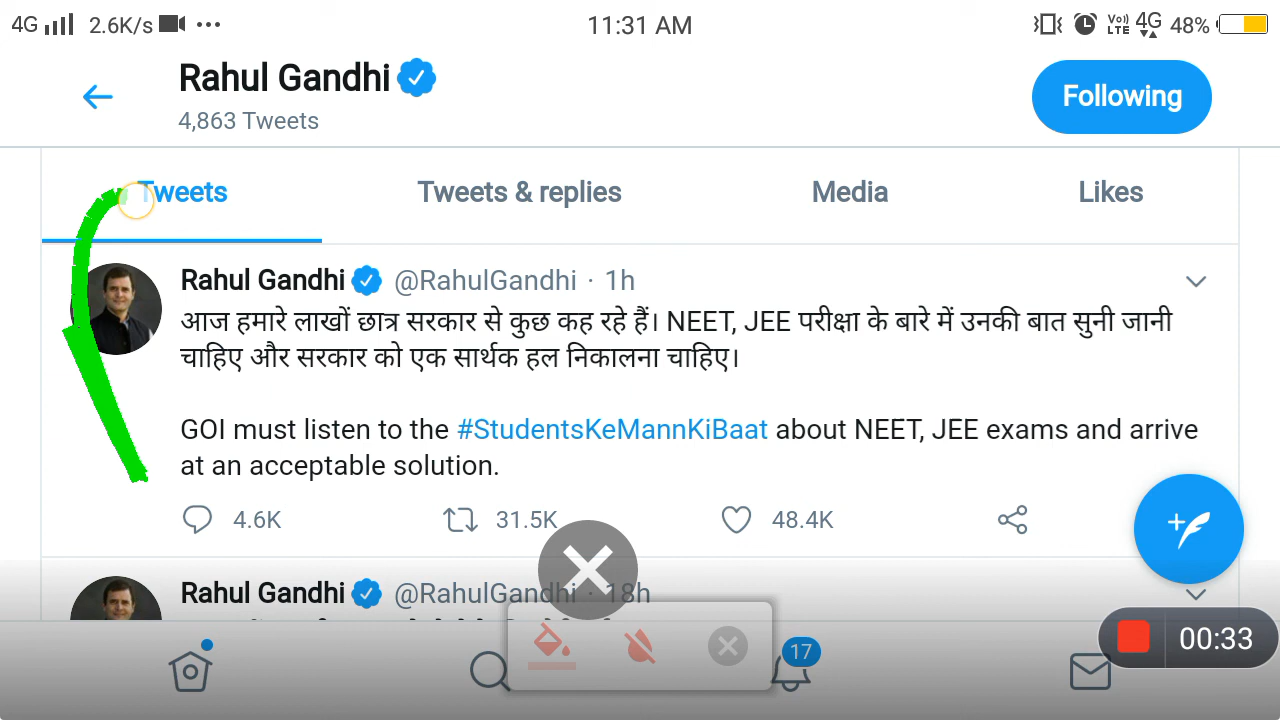 4G 2.6K/s 11:31 AM Vo) LTE 4G 48%
Rahul Gandhi
4,863 Tweets
Following
Tweets Tweets & replies Media Likes
Rahul Gandhi @RahulGandhi · 1h
आज हमारे लाखों छात्र सरकार से कुछ कह रहे हैं। NEET, JEE परीक्षा के बारे में उनकी बात सुनी जानी
चाहिए और सरकार को एक सार्थक हल निकालना चाहिए।
GOI must listen to the #StudentsKeMannKiBaat about NEET, JEE exams and arrive
at an acceptable solution.
4.6K 31.5K 48.4K
Rahul Gandhi @RahulGandhi · 18h
17
00:33